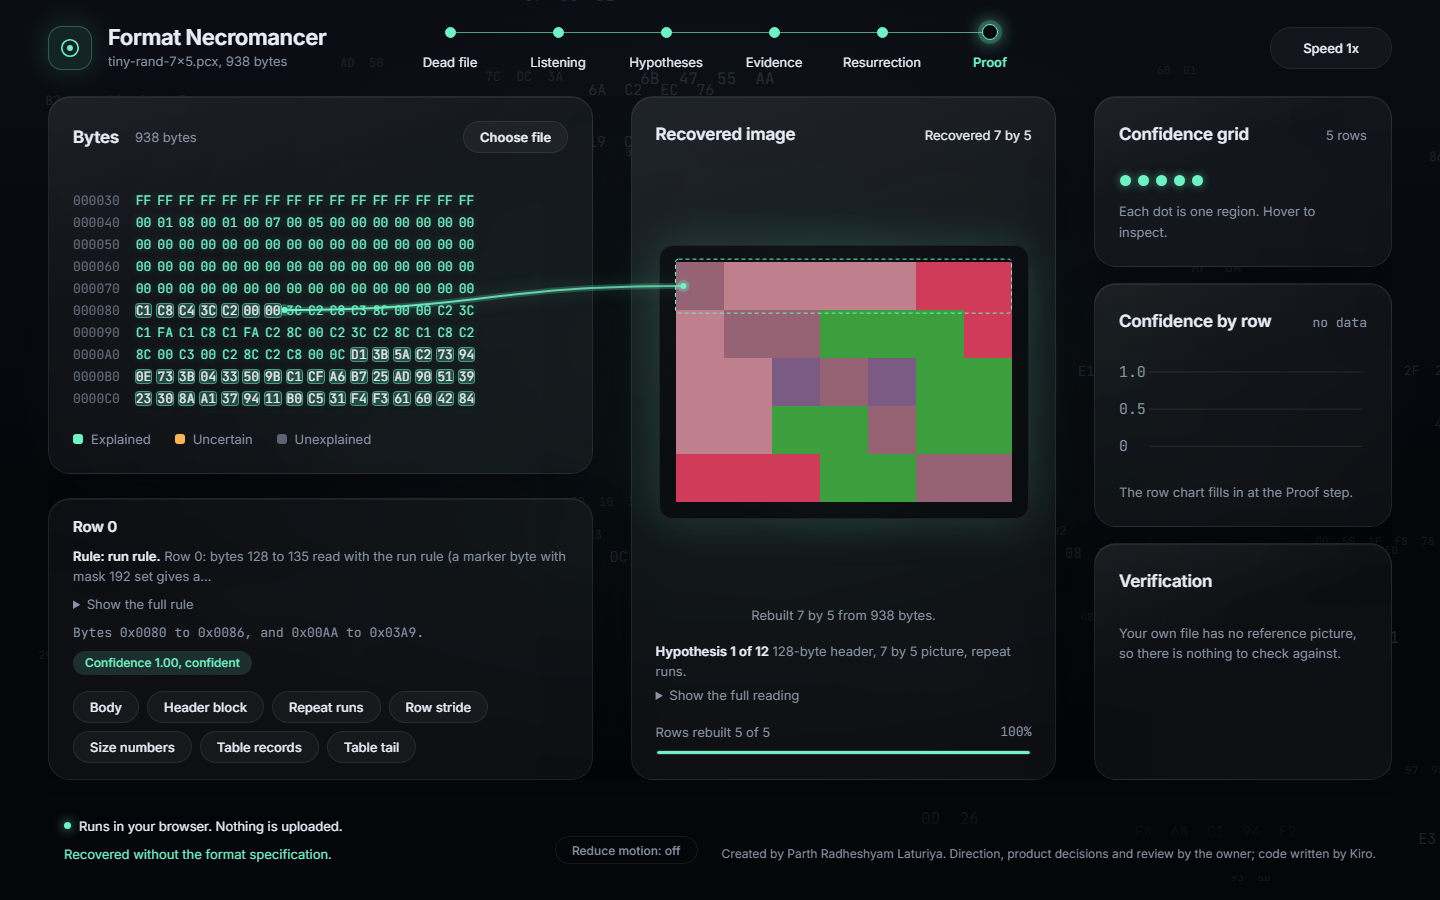 Format Necromancer
tiny-rand-7×5.pcx, 938 bytes
Dead file
Listening
Hypotheses
Evidence
Resurrection
Proof
Speed 1x
Bytes
938 bytes
Choose file
000030 FF FF FF FF FF FF FF FF FF FF FF FF FF FF FF FF
000040 00 01 08 00 01 00 07 00 05 00 00 00 00 00 00 00
000050 00 00 00 00 00 00 00 00 00 00 00 00 00 00 00 00
000060 00 00 00 00 00 00 00 00 00 00 00 00 00 00 00 00
000070 00 00 00 00 00 00 00 00 00 00 00 00 00 00 00 00
000080 C1 C8 C4 3C C2 00 00 3C C2 C8 C3 8C 00 00 C2 3C
000090 C1 FA C1 C8 C1 FA C2 8C 00 C2 3C C2 8C C1 C8 C2
0000A0 8C 00 C3 00 C2 8C C2 C8 00 0C D1 3B 5A C2 73 94
0000B0 0E 73 3B 04 33 50 9B C1 CF A6 B7 25 AD 90 51 39
0000C0 23 30 8A A1 37 94 11 B0 C5 31 F4 F3 61 60 42 84
Explained
Uncertain
Unexplained
Row 0
Rule: run rule. Row 0: bytes 128 to 135 read with the run rule (a marker byte with
mask 192 set gives a...
Show the full rule
Bytes 0x0080 to 0x0086, and 0x00AA to 0x03A9.
Confidence 1.00, confident
Body
Header block
Repeat runs
Row stride
Size numbers
Table records
Table tail
Recovered image
Recovered 7 by 5
Rebuilt 7 by 5 from 938 bytes.
Hypothesis 1 of 12 128-byte header, 7 by 5 picture, repeat
runs.
Show the full reading
Rows rebuilt 5 of 5
100%
Confidence grid
5 rows
Each dot is one region. Hover to
inspect.
Confidence by row
no data
1.0
0.5
0
The row chart fills in at the Proof step.
Verification
Your own file has no reference picture,
so there is nothing to check against.
Runs in your browser. Nothing is uploaded.
Recovered without the format specification.
Reduce motion: off
Created by Parth Radheshyam Laturiya. Direction, product decisions and review by the owner; code written by Kiro.